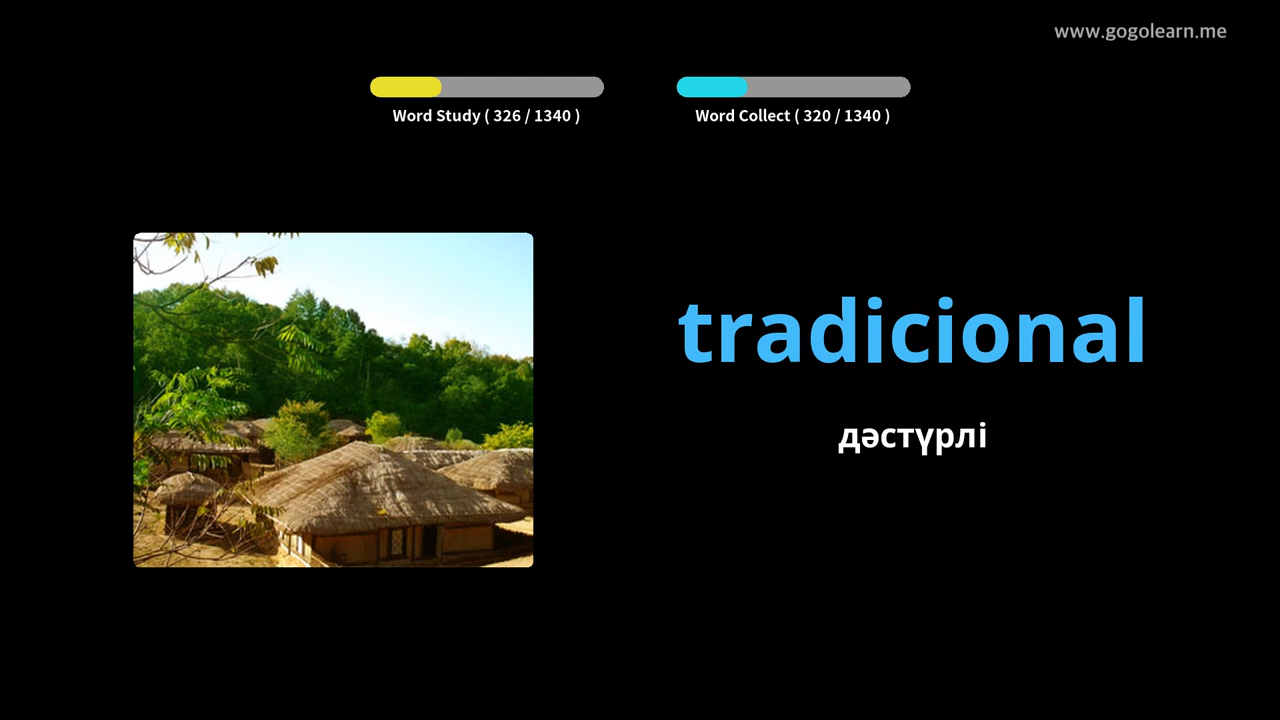 www.gogolearn.me
Word Study ( 326 / 1340 )
Word Collect ( 320 / 1340 )
tradicional
дәстүрлі